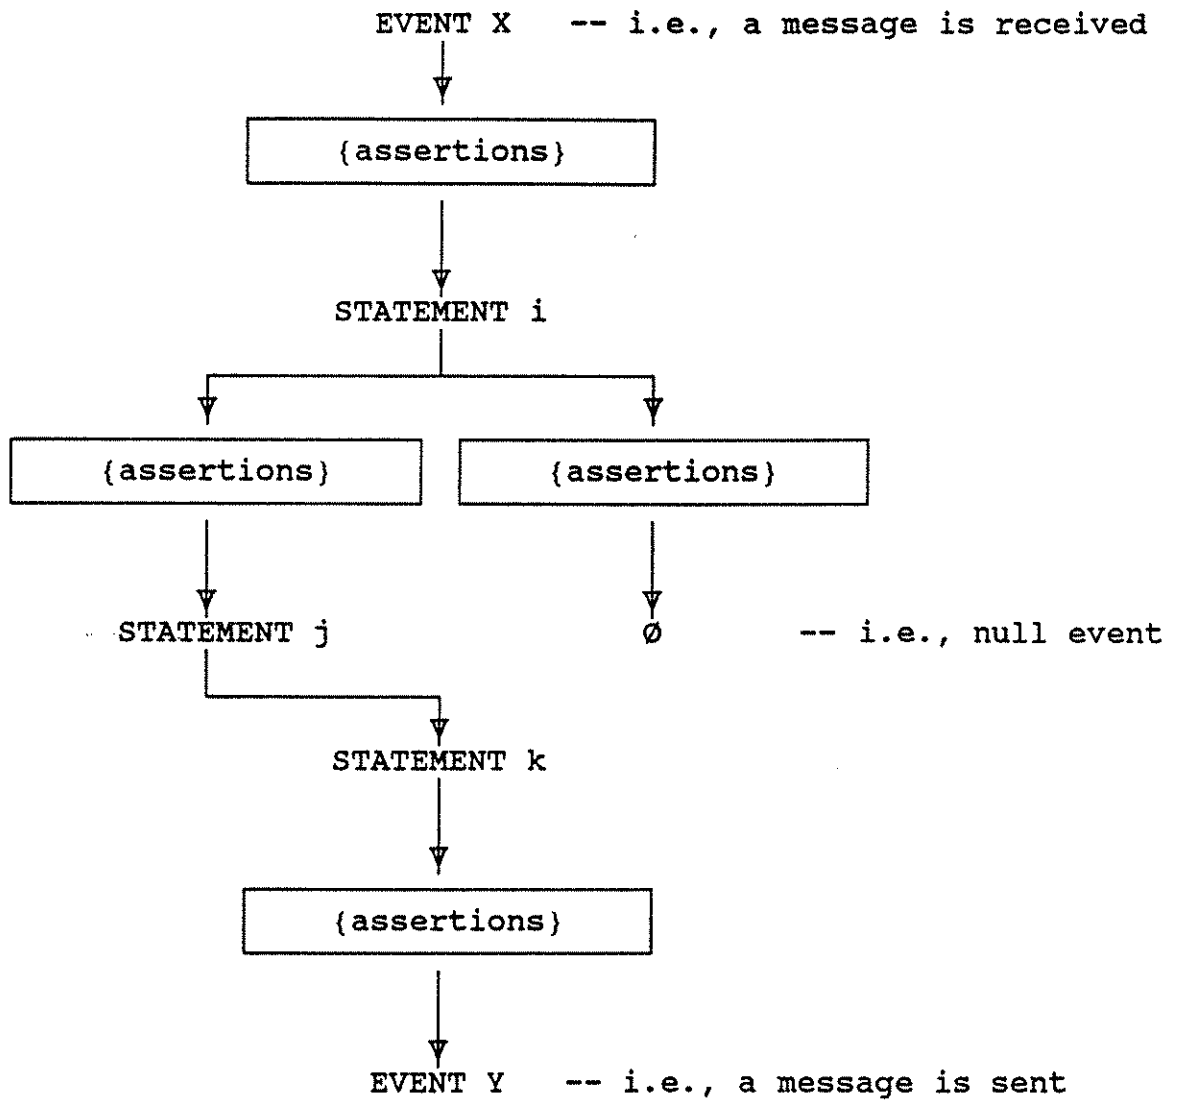 EVENT X -- i.e., a message is received
{assertions}
STATEMENT i
{assertions} {assertions}
STATEMENT j Ø -- i.e., null event
STATEMENT k
{assertions}
EVENT Y -- i.e., a message is sent